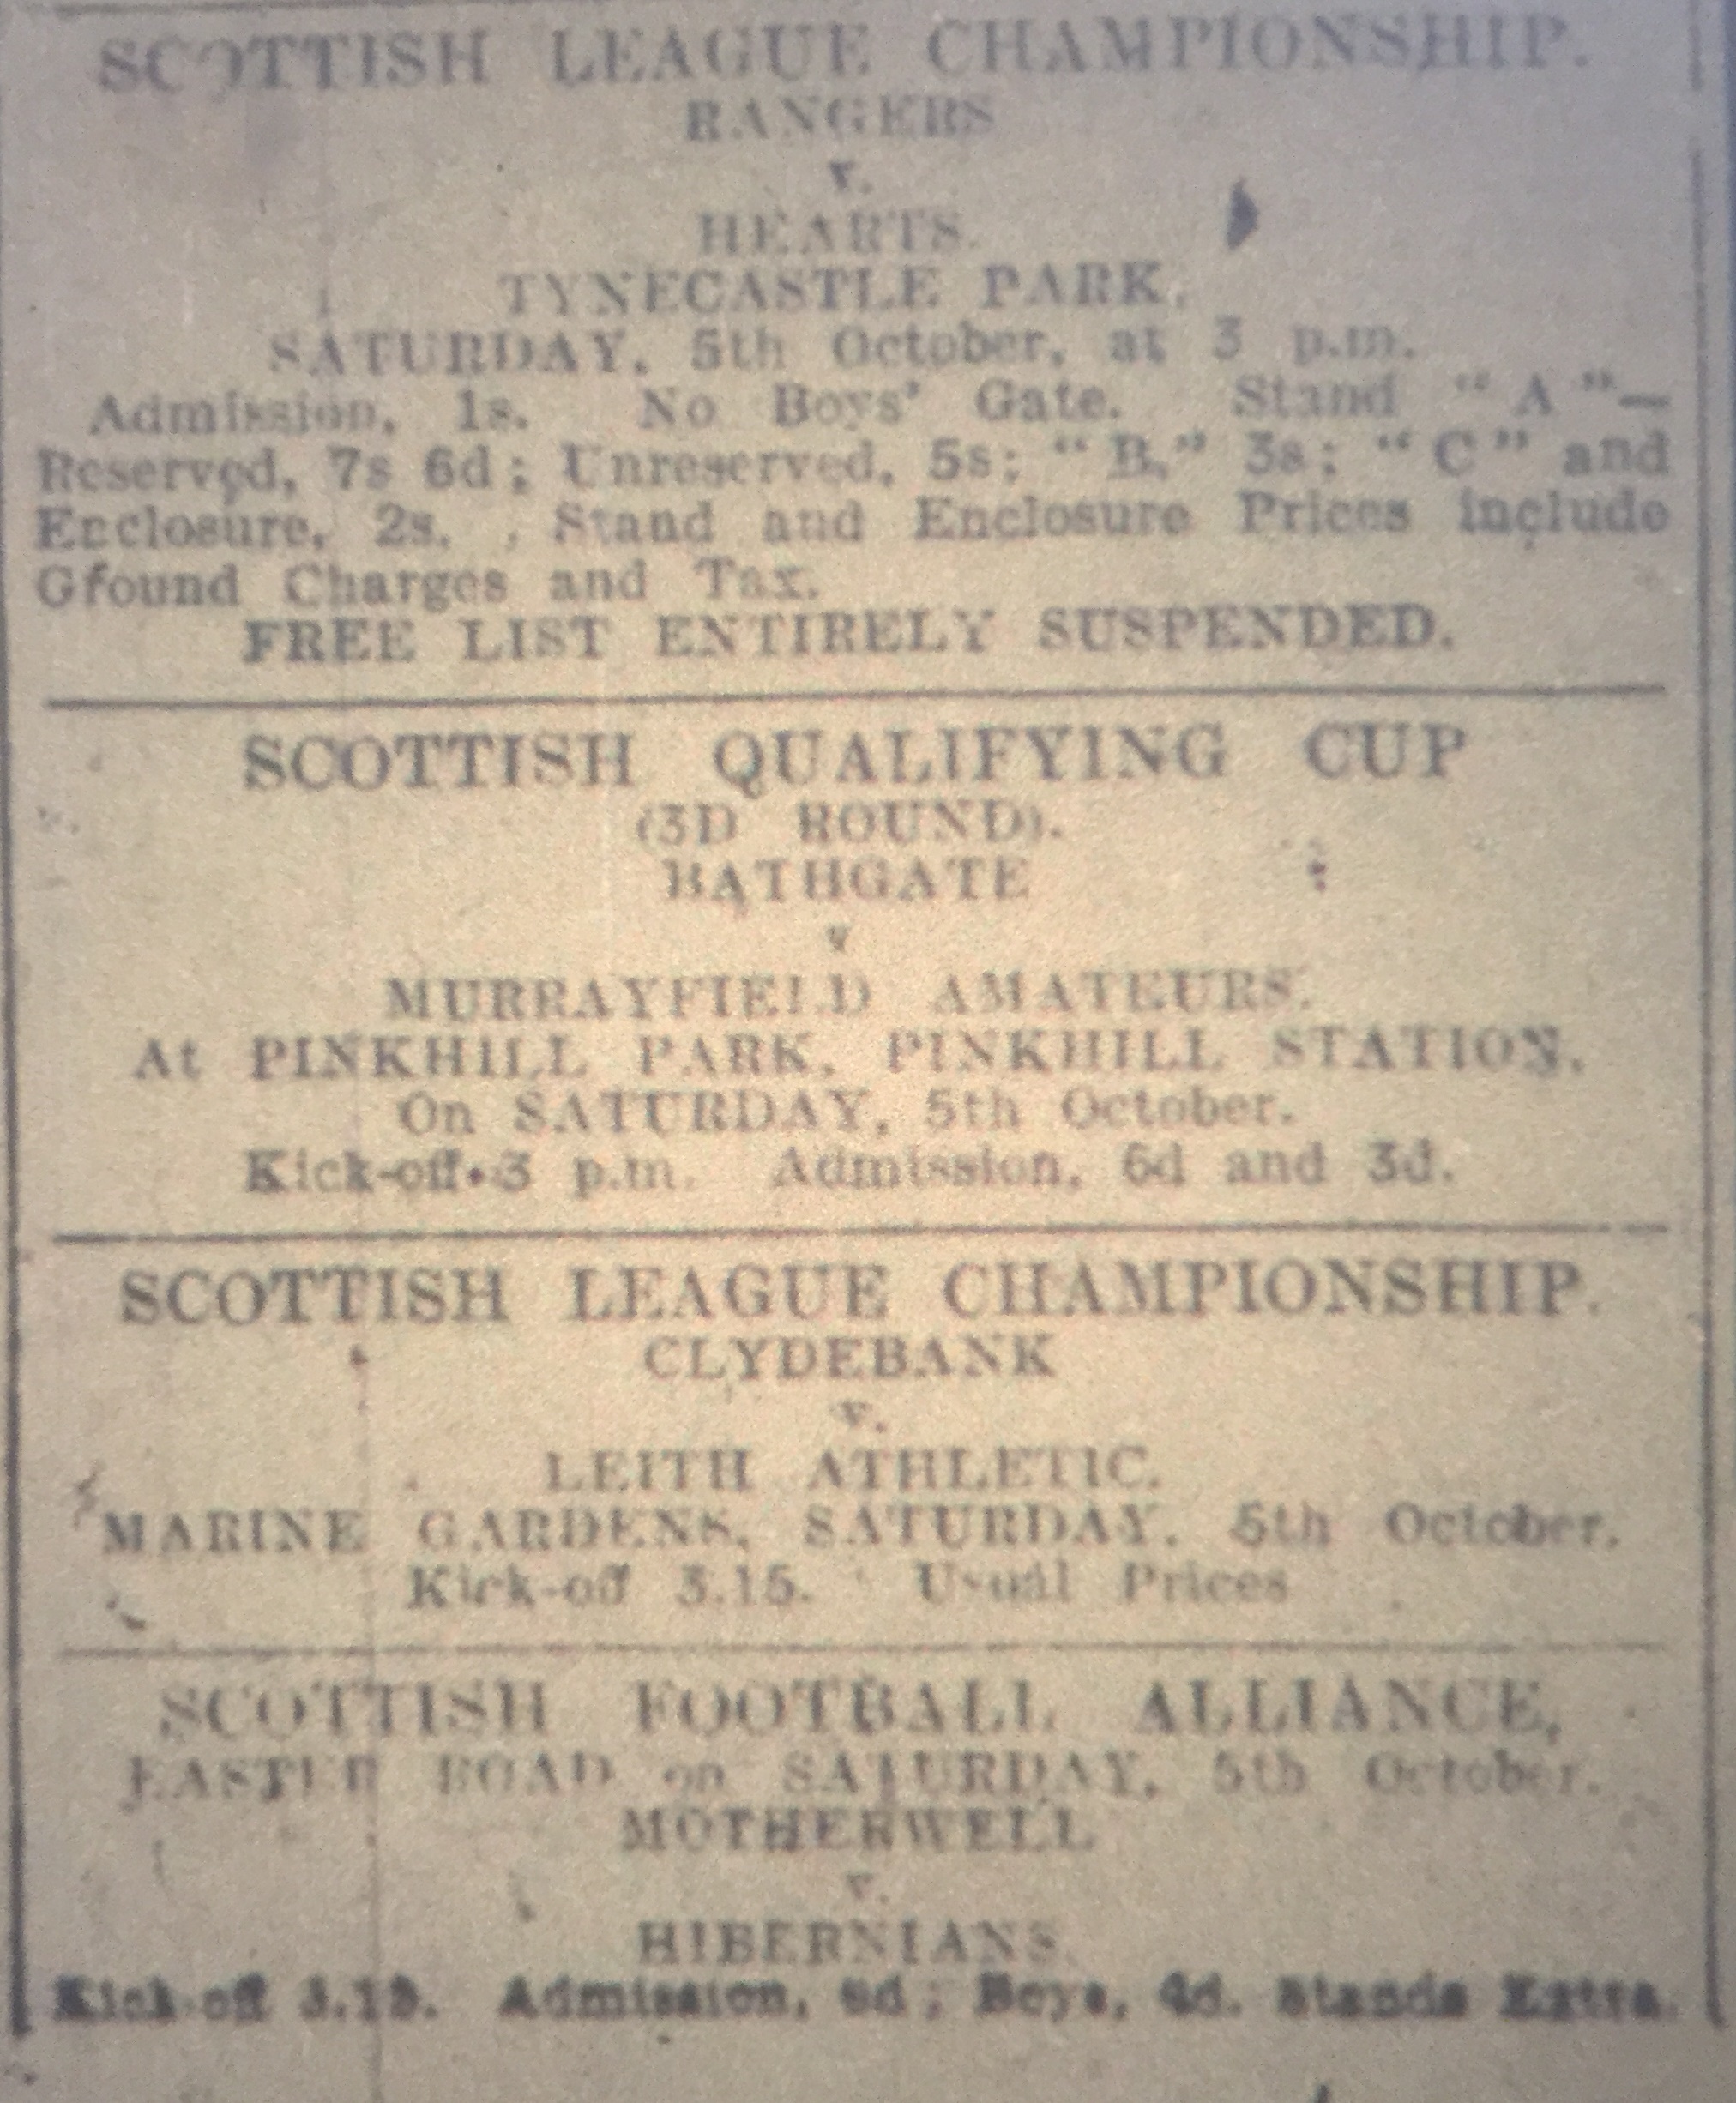 SCOTTISH LEAGUE CHAMPIONSHIP.
RANGERS
v.
HEARTS.
TYNECASTLE PARK,
SATURDAY, 5th October, at 3 p.m.
Admission, 1s. No Boys' Gate. Stand "A"—
Reserved, 7s 6d; Unreserved, 5s; "B," 3s; "C" and
Enclosure, 2s. Stand and Enclosure Prices include
Ground Charges and Tax.
FREE LIST ENTIRELY SUSPENDED.
SCOTTISH QUALIFYING CUP
(3D ROUND).
BATHGATE
v
MURRAYFIELD AMATEURS.
At PINKHILL PARK, PINKHILL STATION,
On SATURDAY, 5th October.
Kick-off 3 p.m. Admission, 6d and 3d.
SCOTTISH LEAGUE CHAMPIONSHIP.
CLYDEBANK
v.
LEITH ATHLETIC.
MARINE GARDENS, SATURDAY, 5th October.
Kick-off 3.15. Usual Prices
SCOTTISH FOOTBALL ALLIANCE,
EASTER ROAD on SATURDAY, 5th October.
MOTHERWELL
v.
HIBERNIANS.
Kick-off Admission, Boys, 4d. Stands Extra.